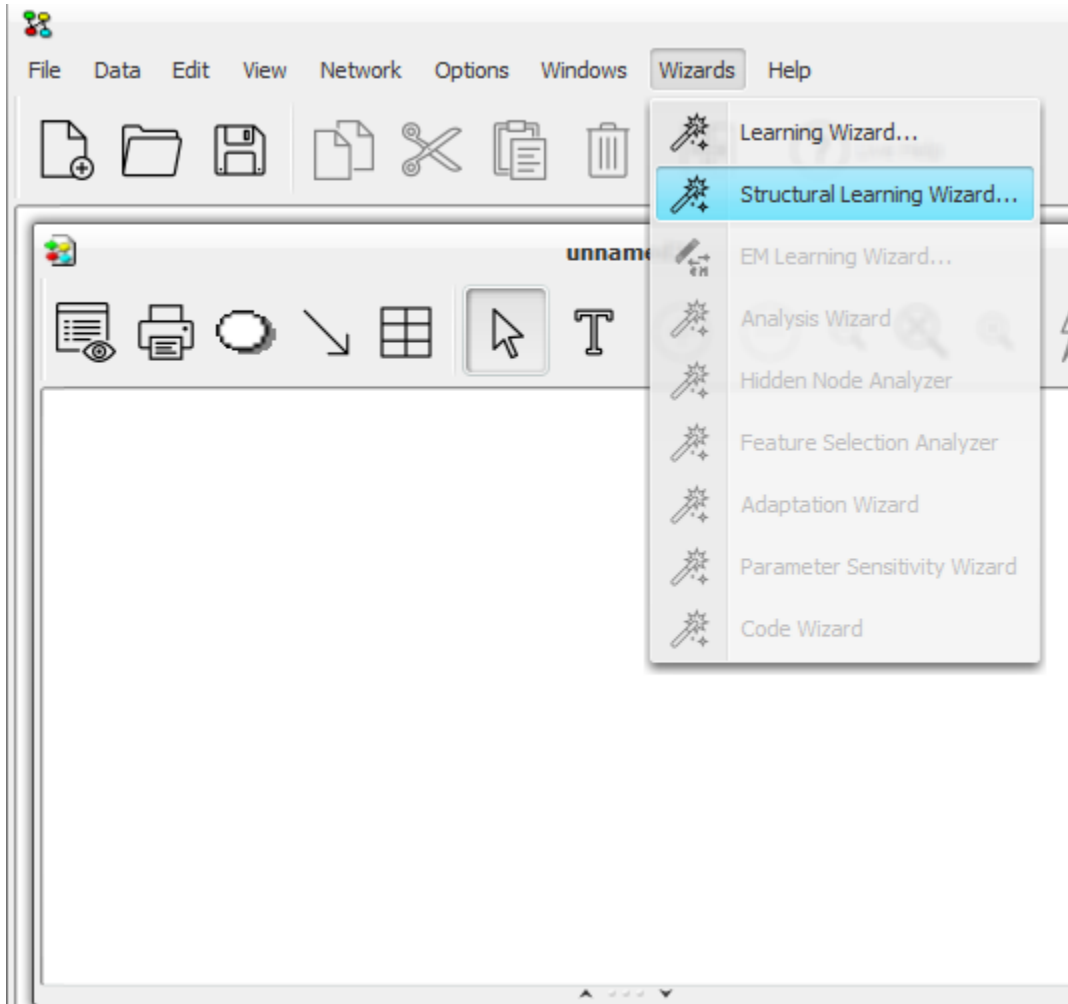 File Data Edit View Network Options Windows Wizards Help
Learning Wizard...
Structural Learning Wizard...
EM Learning Wizard...
Analysis Wizard
Hidden Node Analyzer
Feature Selection Analyzer
Adaptation Wizard
Parameter Sensitivity Wizard
Code Wizard
T
EM